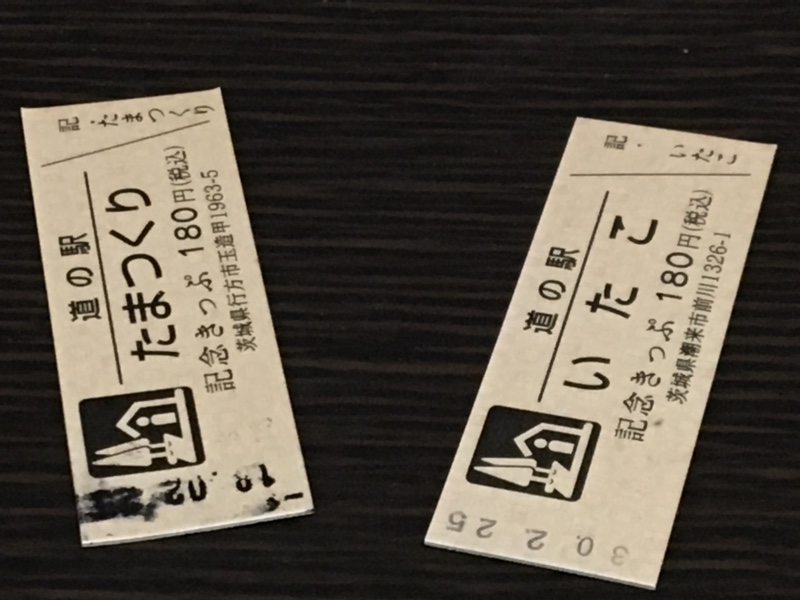 記・たまつくり
道の駅
たまつくり
記念きっぷ 180円(税込)
茨城県行方市玉造甲1963-5
記・いたこ
道の駅
いたこ
記念きっぷ 180円(税込)
茨城県潮来市前川1326-1
30.2.25